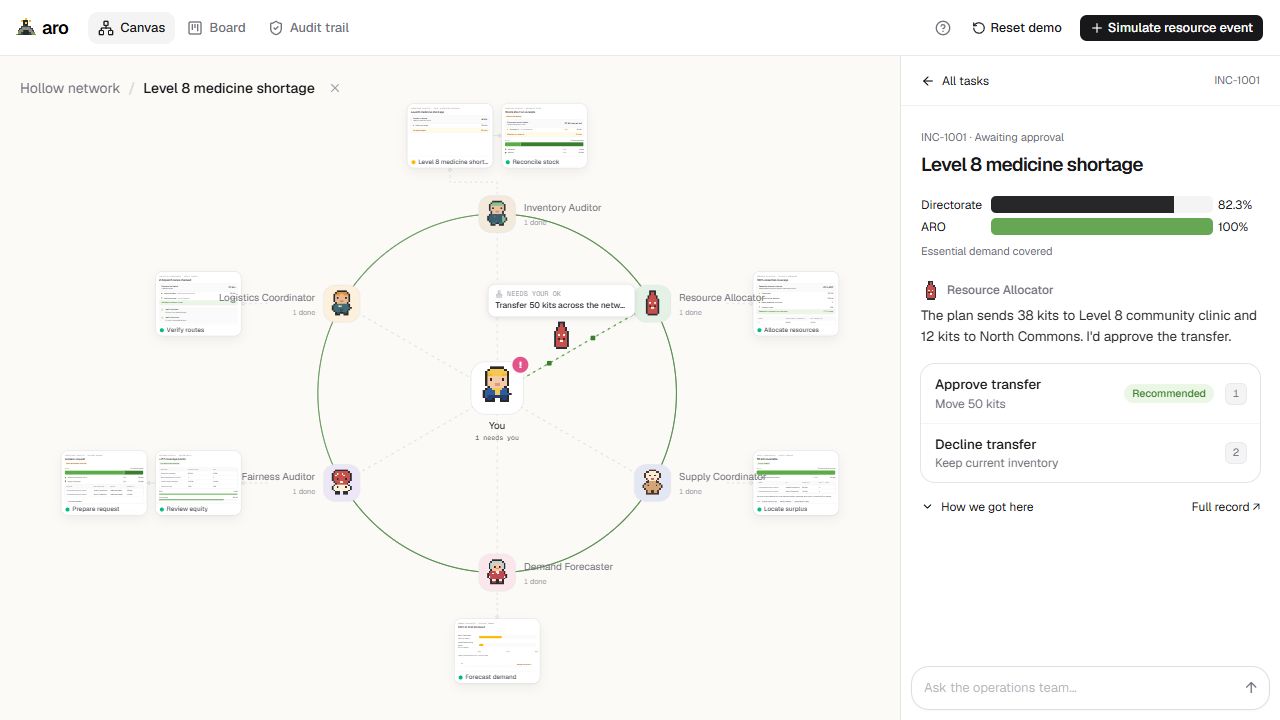 aro
Canvas
Board
Audit trail
Reset demo
Simulate resource event
Hollow network / Level 8 medicine shortage
All tasks
INC-1001
Level 8 medicine short...
Reconcile stock
Inventory Auditor
1 done
Verify routes
Logistics Coordinator
1 done
NEEDS YOUR OK
Transfer 50 kits across the netw...
Resource Allocator
1 done
Allocate resources
You
1 needs you
Prepare request
Review equity
Fairness Auditor
1 done
Supply Coordinator
1 done
Locate surplus
Demand Forecaster
1 done
Forecast demand
INC-1001 · Awaiting approval
Level 8 medicine shortage
Directorate 82.3%
ARO 100%
Essential demand covered
Resource Allocator
The plan sends 38 kits to Level 8 community clinic and
12 kits to North Commons. I'd approve the transfer.
Approve transfer
Move 50 kits
Recommended
1
Decline transfer
Keep current inventory
2
How we got here
Full record
Ask the operations team...